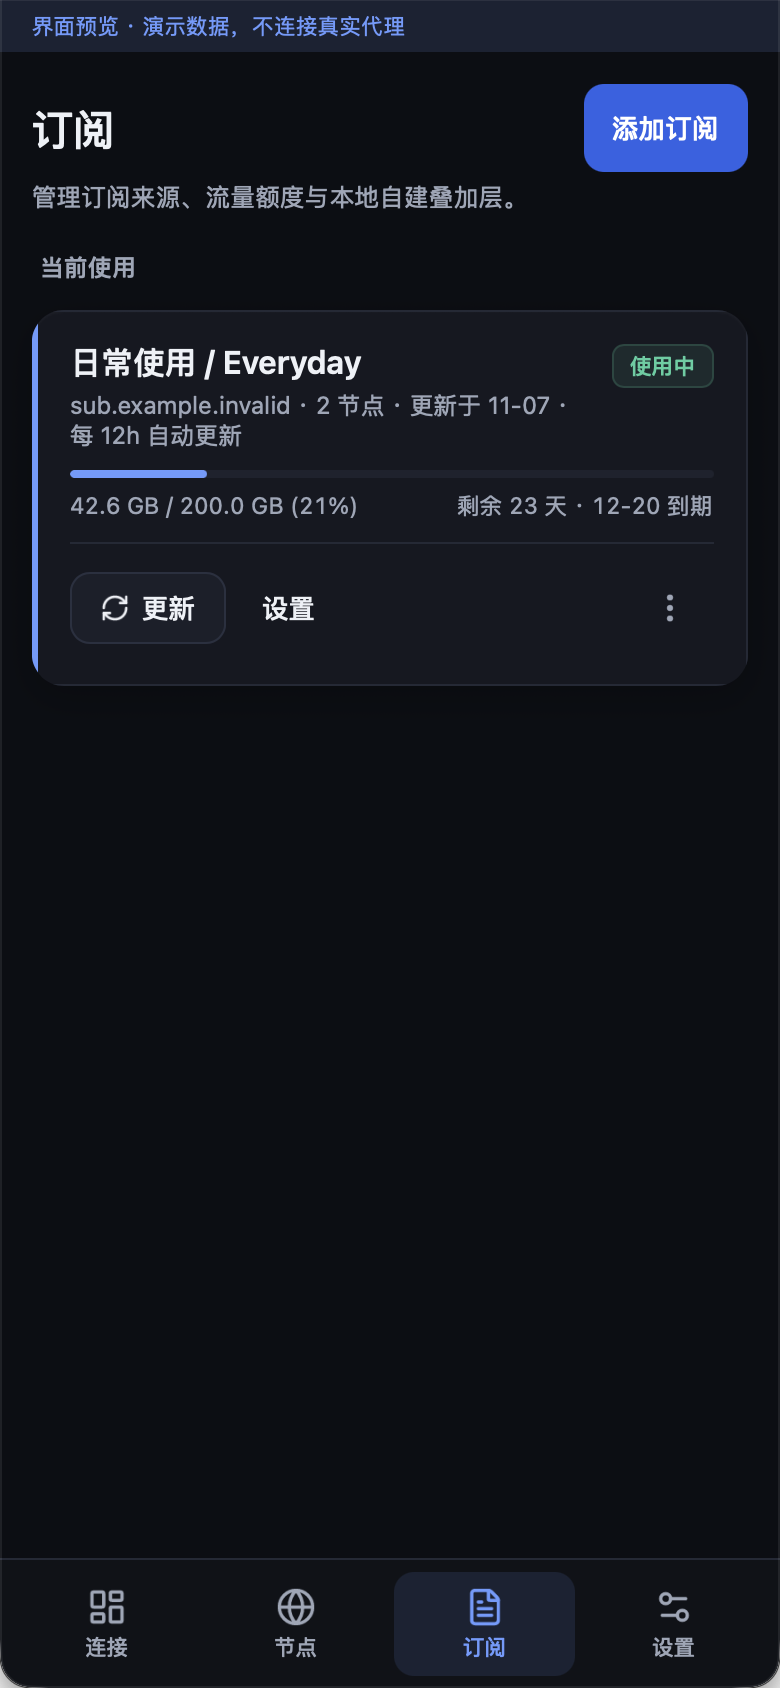 界面预览 · 演示数据，不连接真实代理
订阅
添加订阅
管理订阅来源、流量额度与本地自建叠加层。
当前使用
日常使用 / Everyday
使用中
sub.example.invalid · 2 节点 · 更新于 11-07 ·
每 12h 自动更新
42.6 GB / 200.0 GB (21%)
剩余 23 天 · 12-20 到期
更新
设置
连接
节点
订阅
设置